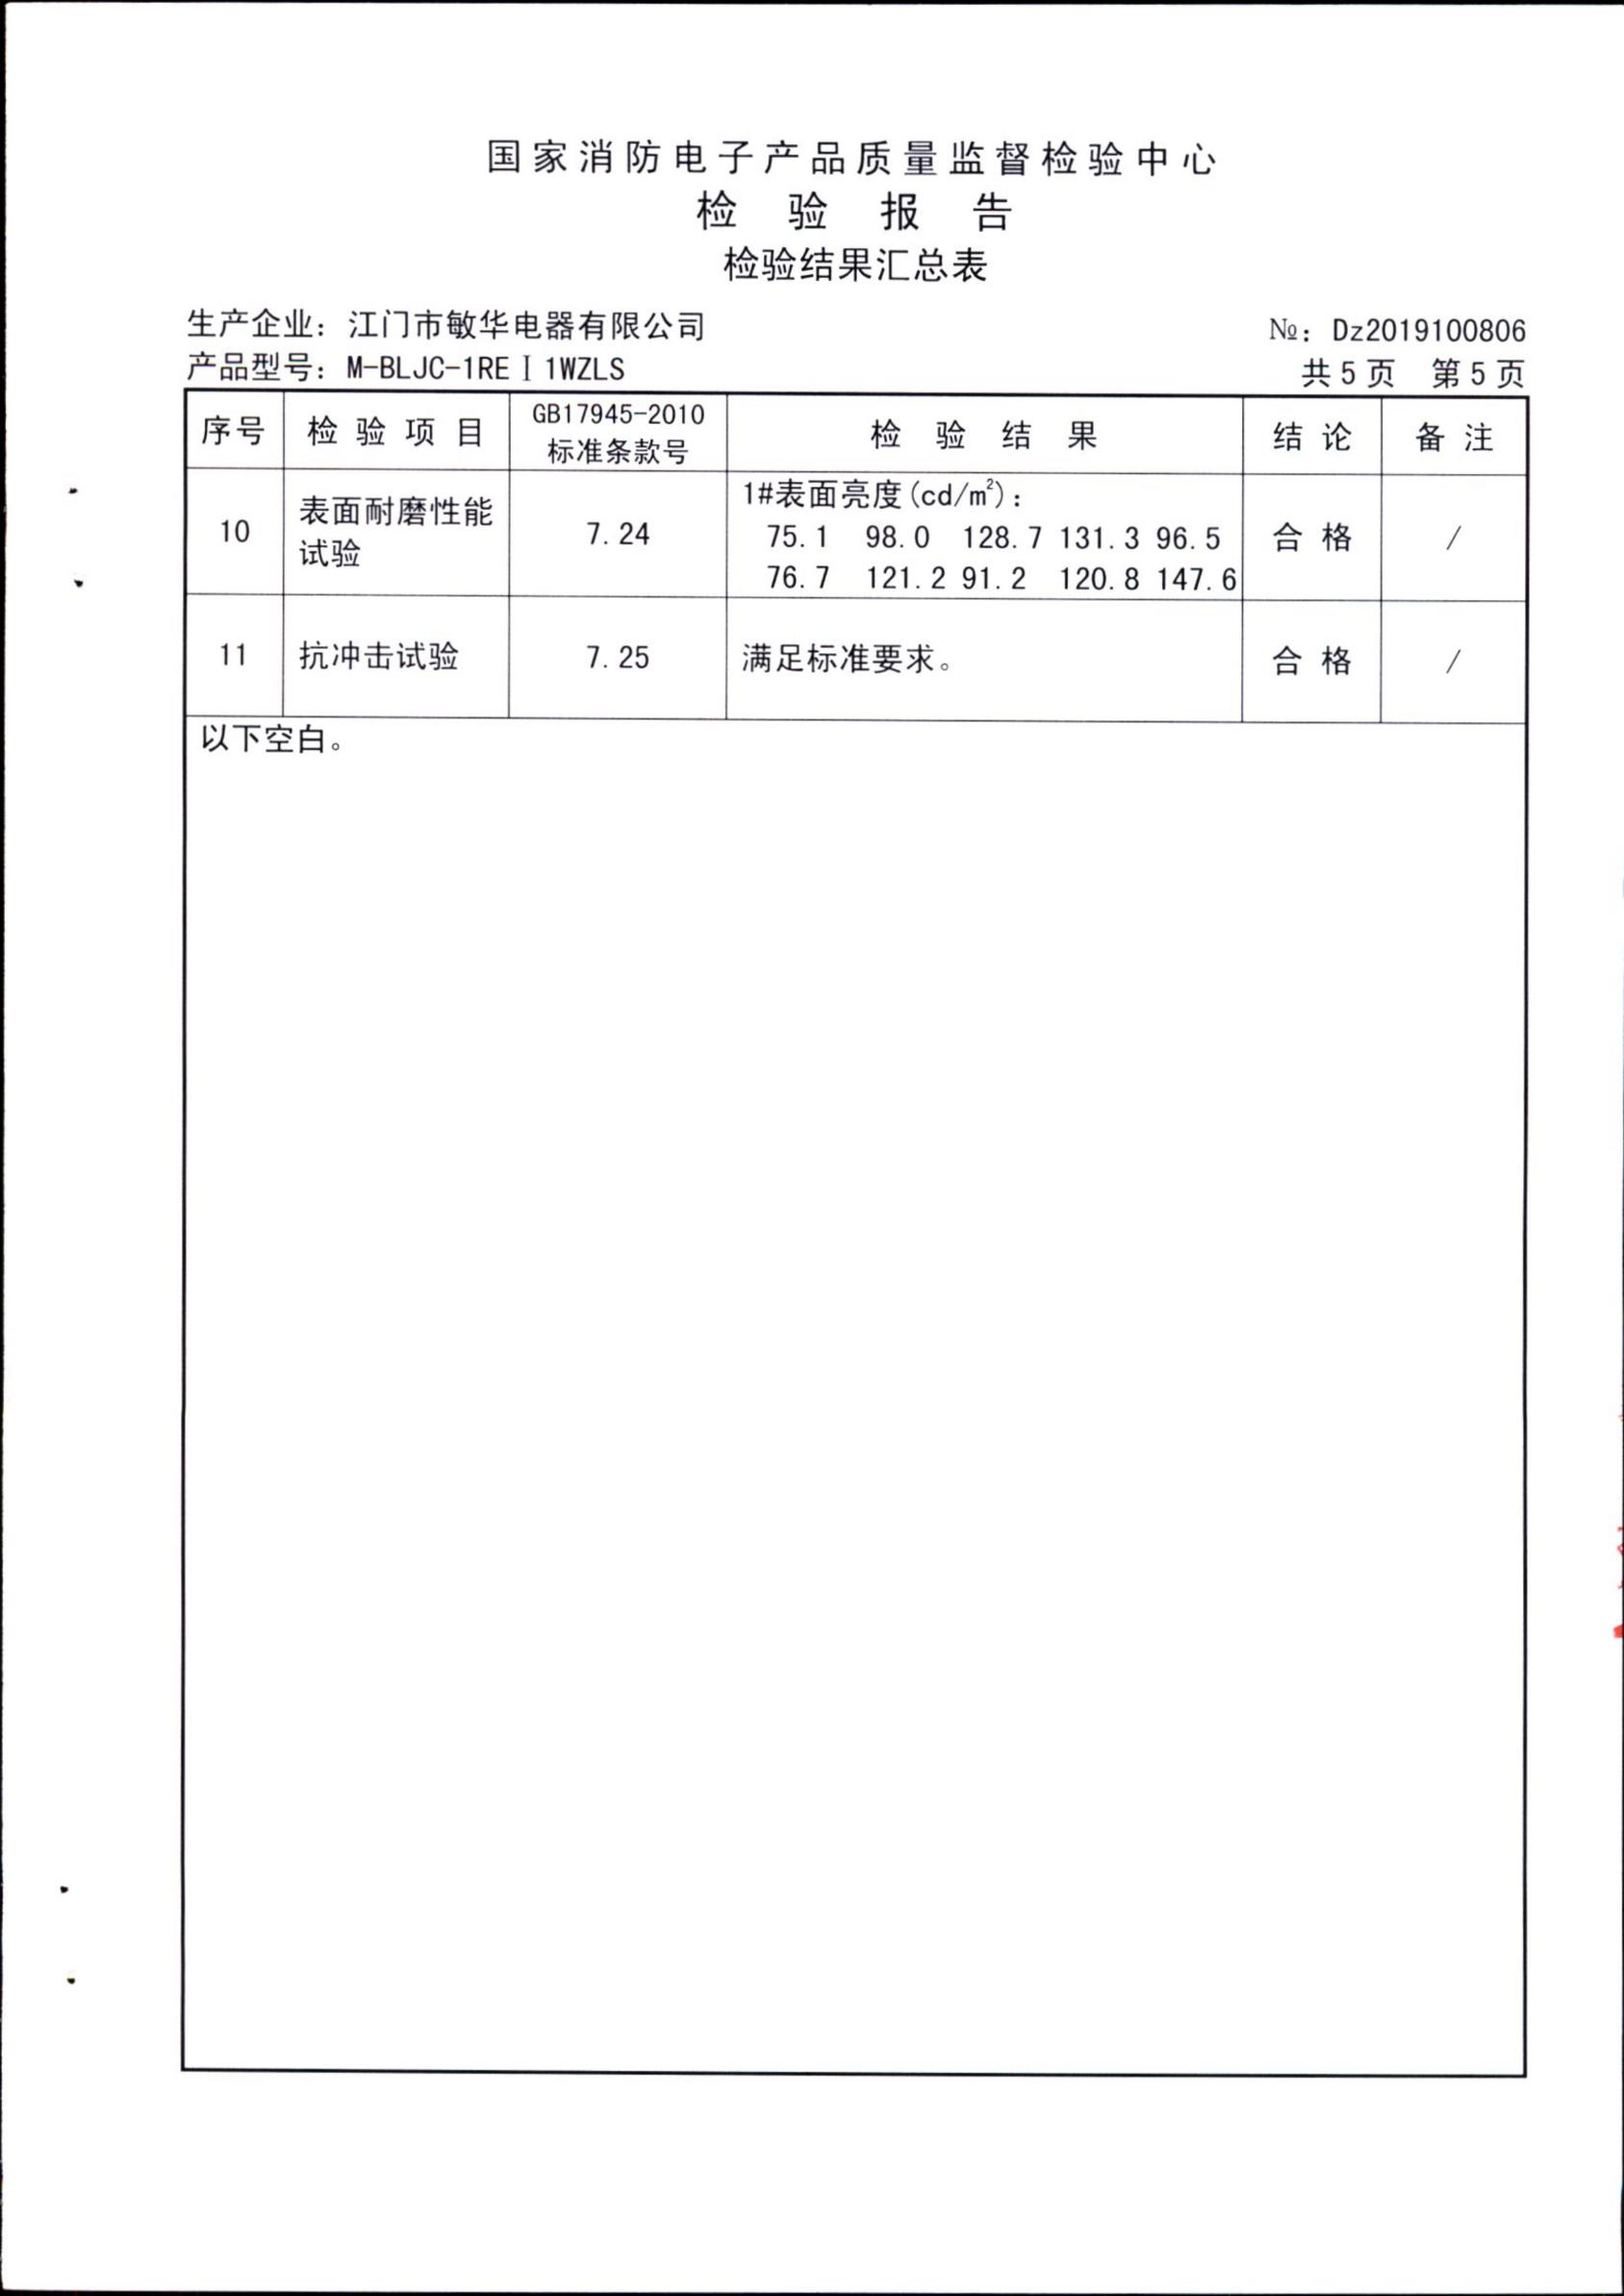 国家消防电子产品质量监督检验中心
检 验 报 告
检验结果汇总表
生产企业：江门市敏华电器有限公司 №：Dz2019100806
产品型号：M-BLJC-1REⅠ1WZLS 共 5 页 第 5 页
序号 检 验 项 目 GB17945-2010 标准条款号 检 验 结 果 结 论 备 注
10 表面耐磨性能试验 7.24 1#表面亮度(cd/m²)：
75.1 98.0 128.7 131.3 96.5
76.7 121.2 91.2 120.8 147.6 合 格 /
11 抗冲击试验 7.25 满足标准要求。 合 格 /
以下空白。